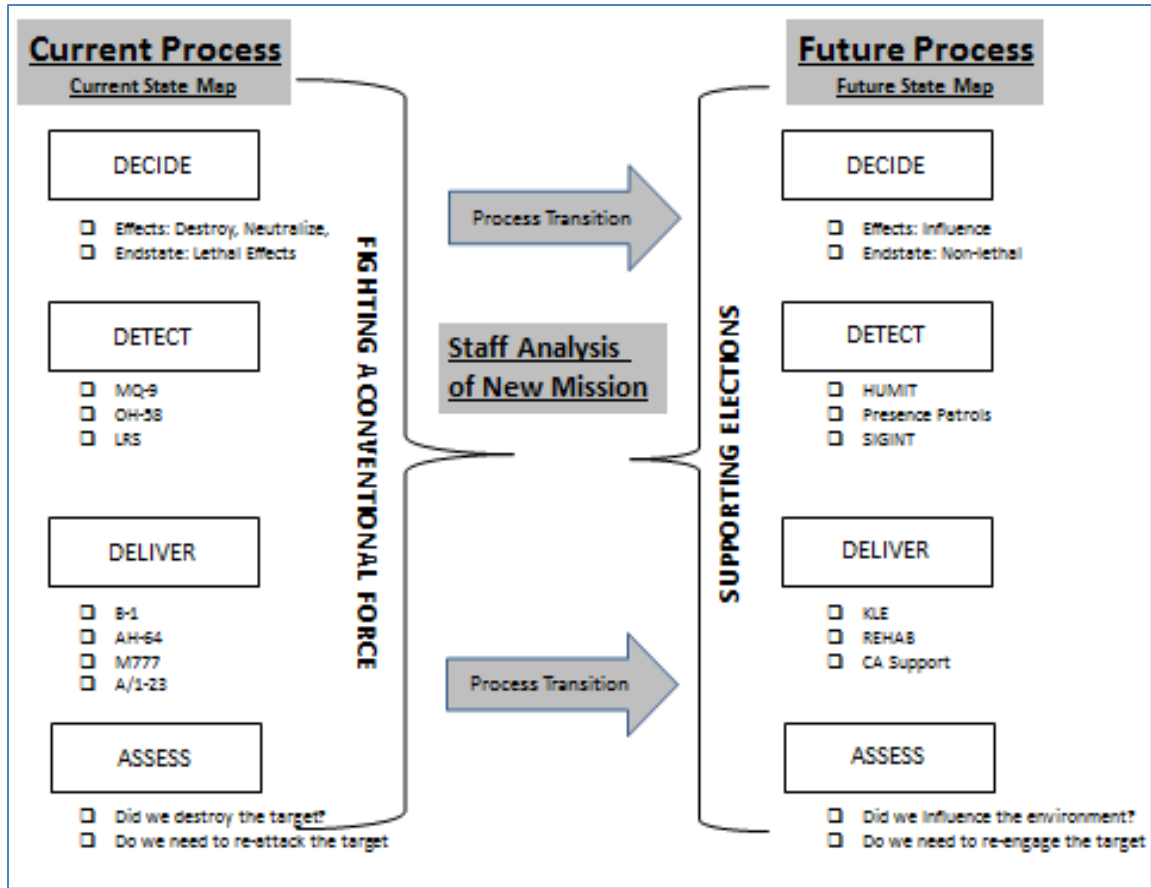 Current Process
Current State Map
DECIDE
Effects: Destroy, Neutralize,
Endstate: Lethal Effects
DETECT
MQ-9
OH-58
LRS
DELIVER
B-1
AH-64
M777
A/1-23
ASSESS
Did we destroy the target?
Do we need to re-attack the target
FIGHTING A CONVENTIONAL FORCE
Process Transition
Staff Analysis
of New Mission
Process Transition
SUPPORTING ELECTIONS
Future Process
Future State Map
DECIDE
Effects: Influence
Endstate: Non-lethal
DETECT
HUMIT
Presence Patrols
SIGINT
DELIVER
KLE
REHAB
CA Support
ASSESS
Did we Influence the environment?
Do we need to re-engage the target